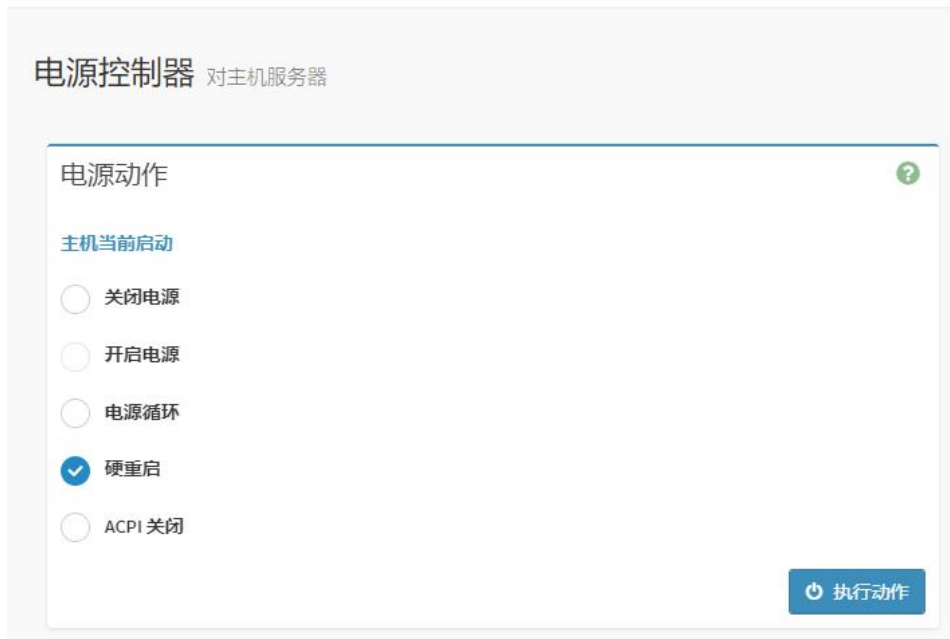 电源控制器 对主机服务器
电源动作
主机当前启动
关闭电源
开启电源
电源循环
硬重启
ACPI 关闭
执行动作